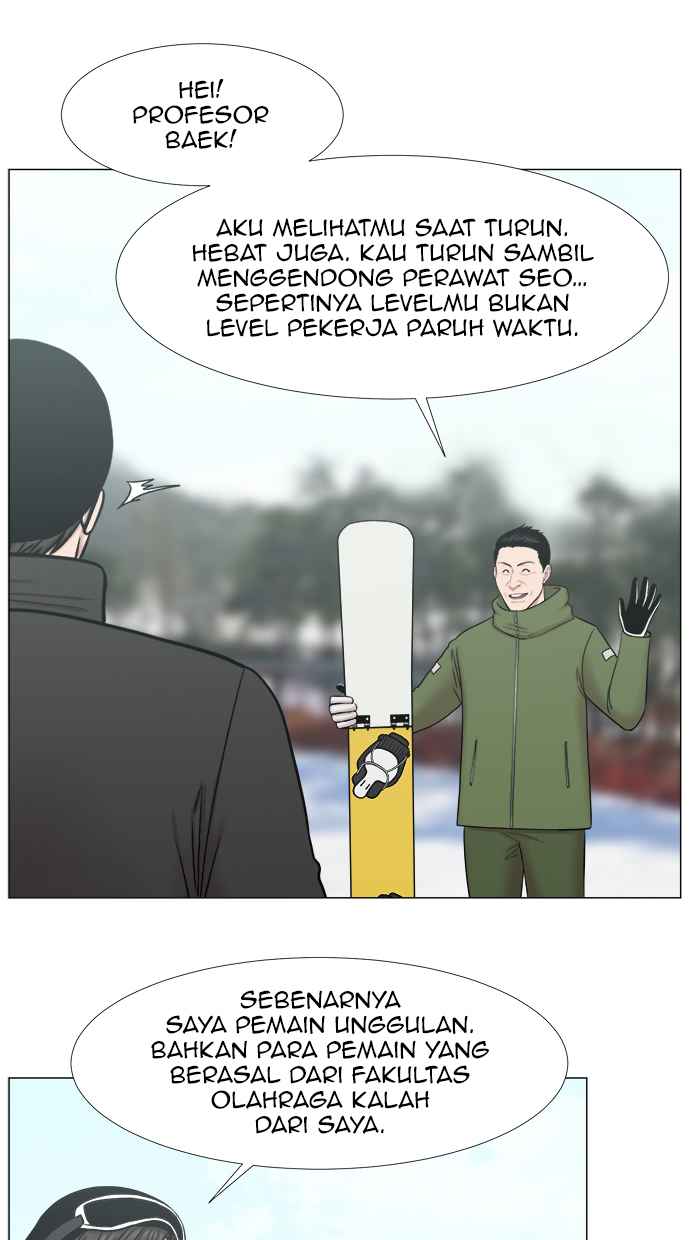 HEI!
PROFESOR
BAEK!
AKU MELIHATMU SAAT TURUN.
HEBAT JUGA. KAU TURUN SAMBIL
MENGGENDONG PERAWAT SEO...
SEPERTINYA LEVELMU BUKAN
LEVEL PEKERJA PARUH WAKTU.
SEBENARNYA
SAYA PEMAIN UNGGULAN.
BAHKAN PARA PEMAIN YANG
BERASAL DARI FAKULTAS
OLAHRAGA KALAH
DARI SAYA.